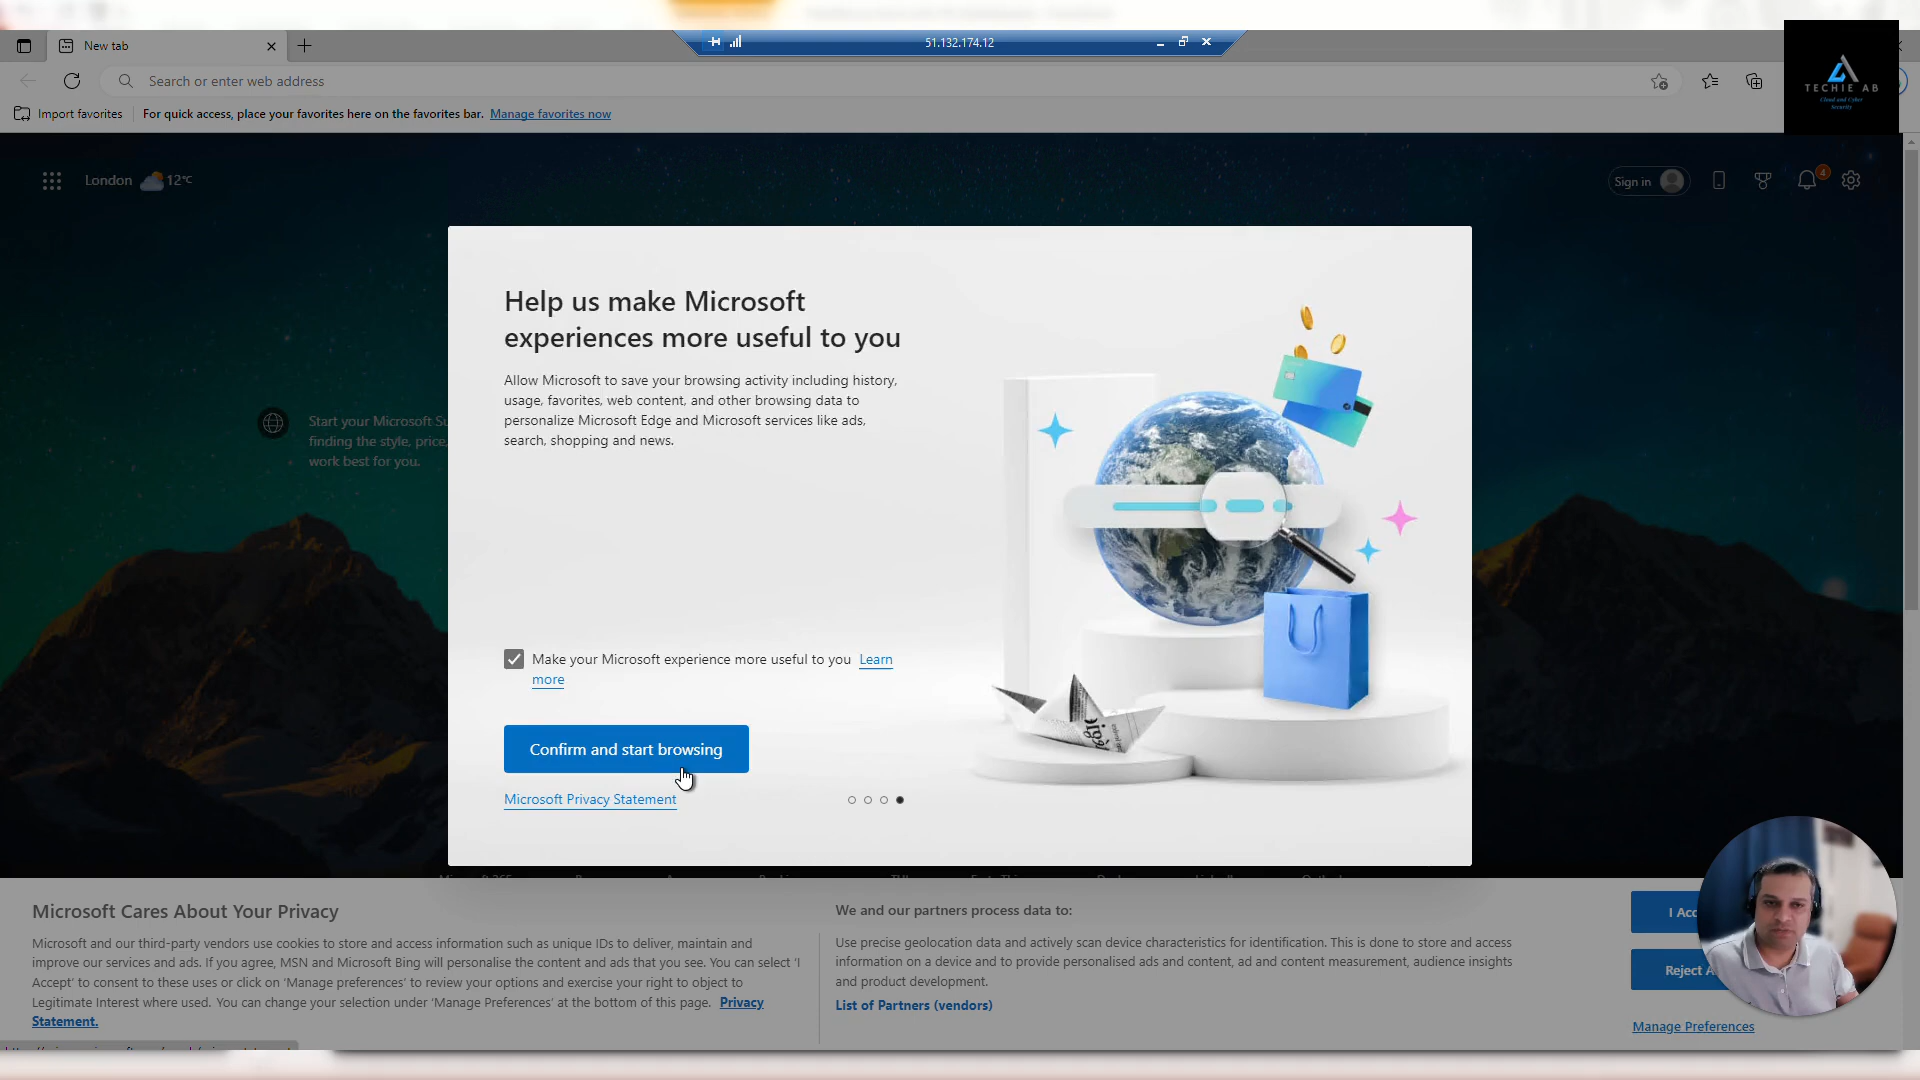 New tab
51.132.174.12
Search or enter web address
TECHIE AB
Cloud and Cyber
Security
Import favorites
For quick access, place your favorites here on the favorites bar. Manage favorites now
London 12°C
Sign in
4
Help us make Microsoft
experiences more useful to you
Allow Microsoft to save your browsing activity including history,
usage, favorites, web content, and other browsing data to
personalize Microsoft Edge and Microsoft services like ads,
search, shopping and news.
Start your Microsoft Su
finding the style, price,
work best for you.
Make your Microsoft experience more useful to you Learn
more
Confirm and start browsing
Microsoft Privacy Statement
Microsoft Cares About Your Privacy
Microsoft and our third-party vendors use cookies to store and access information such as unique IDs to deliver, maintain and
improve our services and ads. If you agree, MSN and Microsoft Bing will personalise the content and ads that you see. You can select 'I
Accept' to consent to these uses or click on 'Manage preferences' to review your options and exercise your right to object to
Legitimate Interest where used. You can change your selection under 'Manage Preferences' at the bottom of this page. Privacy
Statement.
We and our partners process data to:
Use precise geolocation data and actively scan device characteristics for identification. This is done to store and access
information on a device and to provide personalised ads and content, ad and content measurement, audience insights
and product development.
List of Partners (vendors)
I Acc
Reject A
Manage Preferences